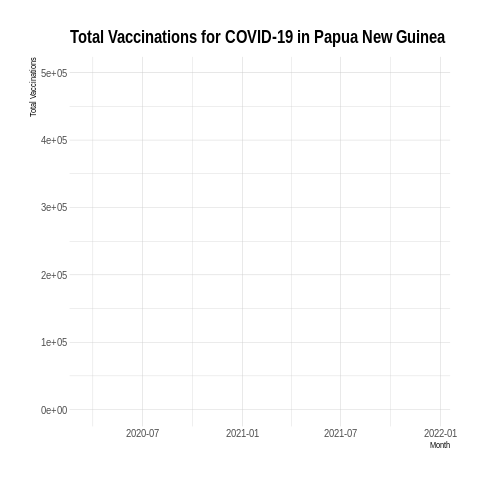 Total Vaccinations for COVID-19 in Papua New Guinea
Total Vaccinations
5e+05
4e+05
3e+05
2e+05
1e+05
0e+00
2020-07 2021-01 2021-07 2022-01
Month